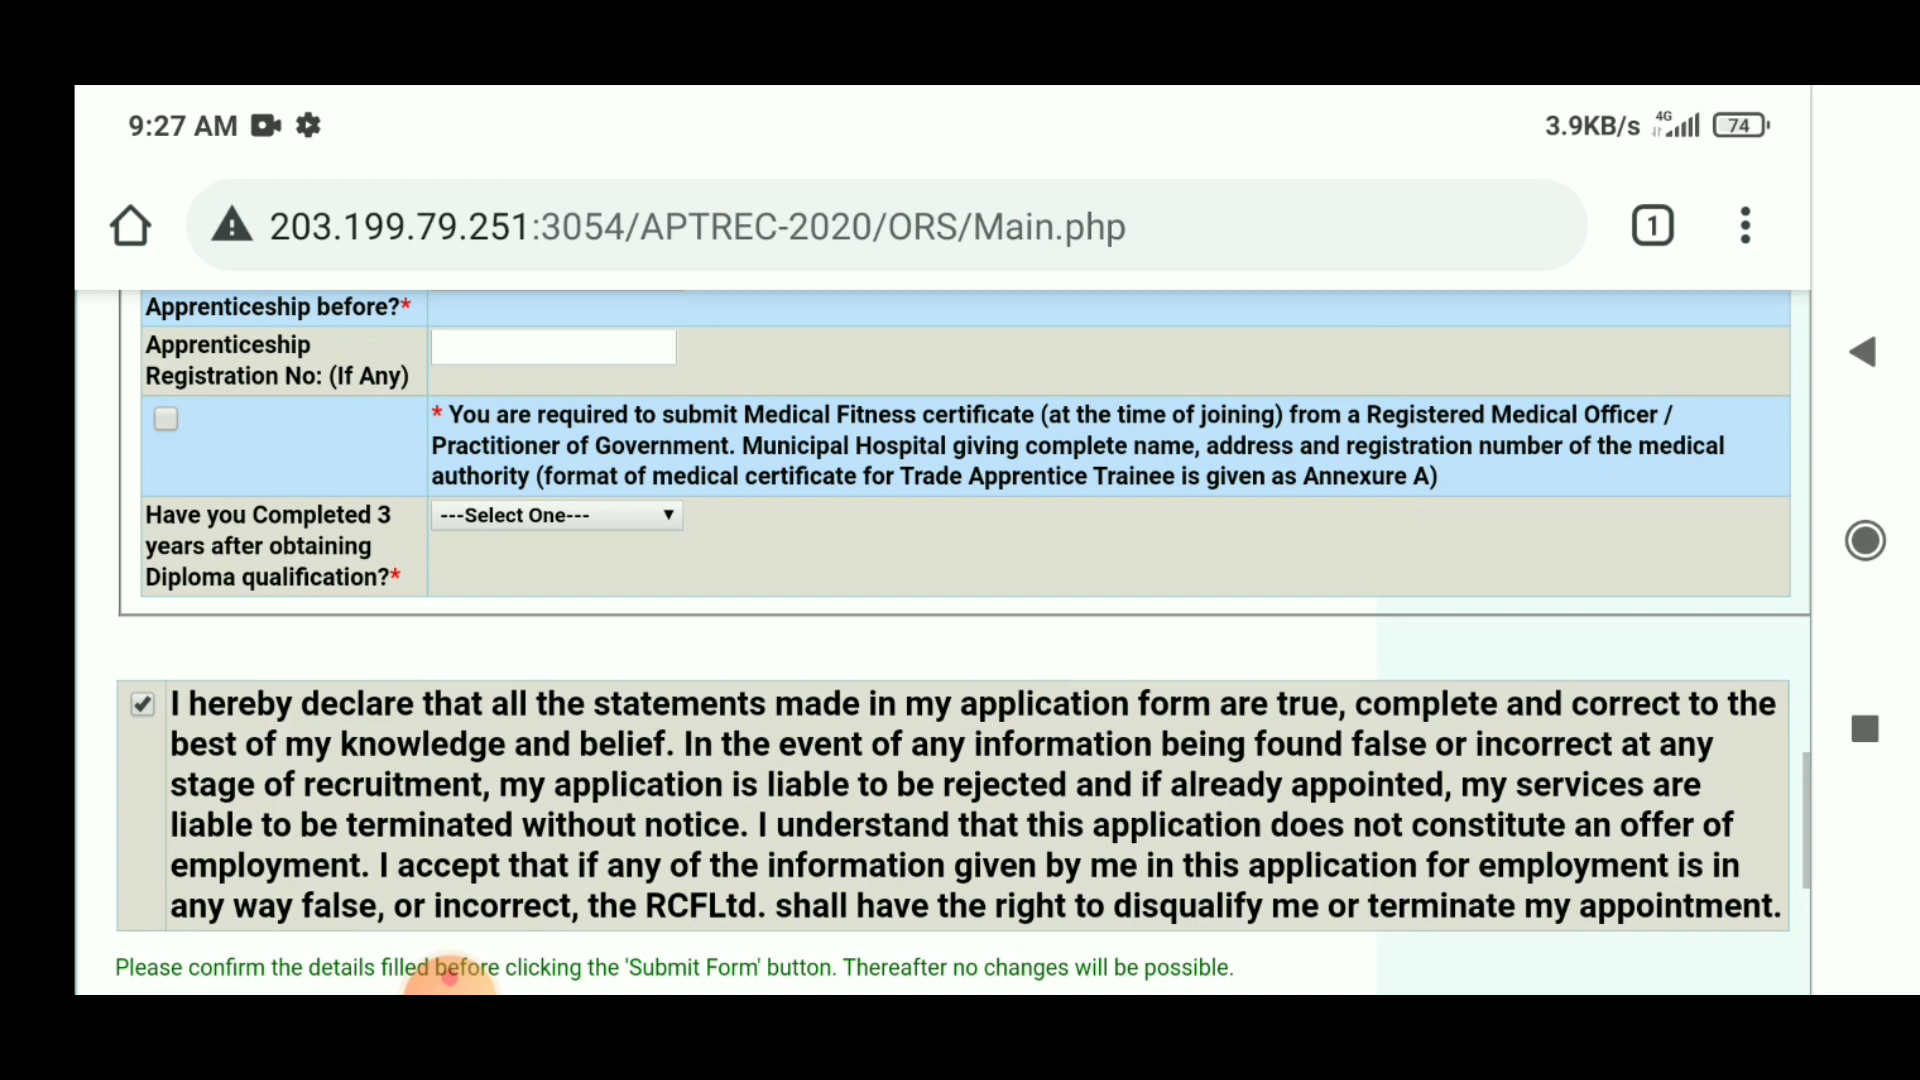 9:27 AM
3.9KB/s 4G 74
203.199.79.251:3054/APTREC-2020/ORS/Main.php
1
Apprenticeship before?*
Apprenticeship
Registration No: (If Any)
* You are required to submit Medical Fitness certificate (at the time of joining) from a Registered Medical Officer /
Practitioner of Government. Municipal Hospital giving complete name, address and registration number of the medical
authority (format of medical certificate for Trade Apprentice Trainee is given as Annexure A)
Have you Completed 3
years after obtaining
Diploma qualification?*
---Select One---
I hereby declare that all the statements made in my application form are true, complete and correct to the
best of my knowledge and belief. In the event of any information being found false or incorrect at any
stage of recruitment, my application is liable to be rejected and if already appointed, my services are
liable to be terminated without notice. I understand that this application does not constitute an offer of
employment. I accept that if any of the information given by me in this application for employment is in
any way false, or incorrect, the RCFLtd. shall have the right to disqualify me or terminate my appointment.
Please confirm the details filled before clicking the 'Submit Form' button. Thereafter no changes will be possible.